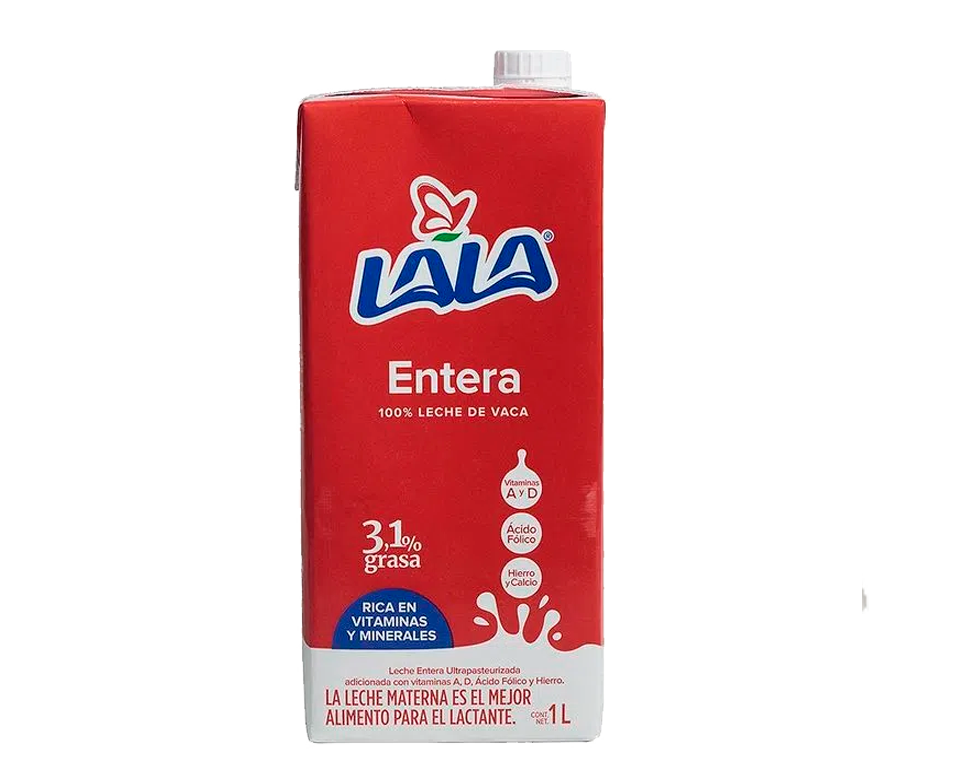 LALA®
Entera
100% LECHE DE VACA
Vitaminas
A y D
Ácido
Fólico
Hierro
y Calcio
3,1%
grasa
RICA EN
VITAMINAS
Y MINERALES
Leche Entera Ultrapasteurizada
adicionada con vitaminas A, D, Ácido Fólico y Hierro.
LA LECHE MATERNA ES EL MEJOR
ALIMENTO PARA EL LACTANTE.
CONT.
NET. 1 L